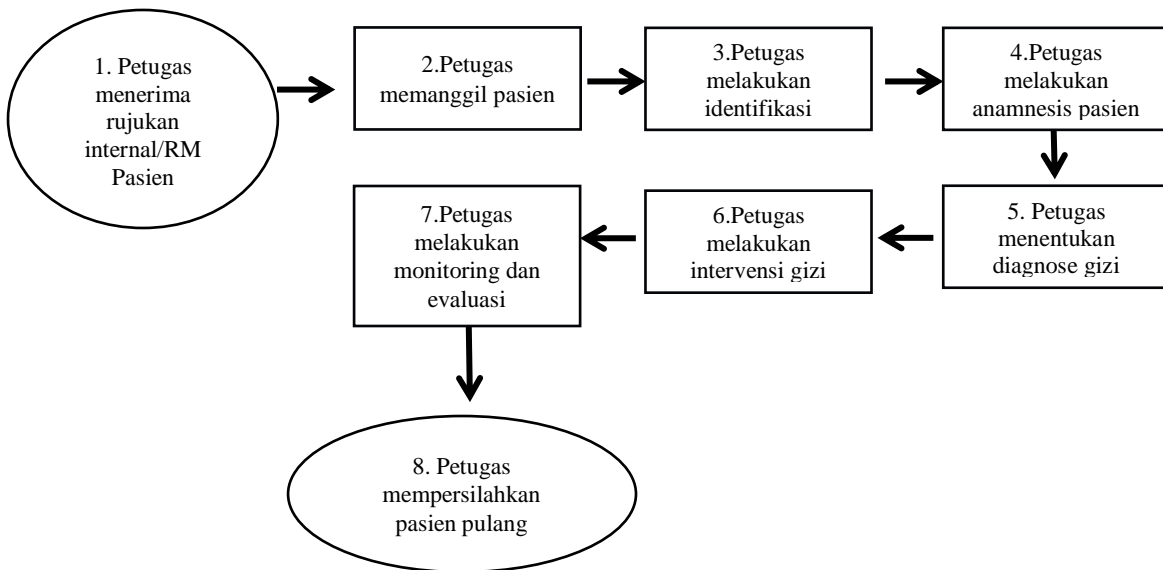 1. Petugas
menerima
rujukan
internal/RM
Pasien
2.Petugas
memanggil pasien
3.Petugas
melakukan
identifikasi
4.Petugas
melakukan
anamnesis pasien
5. Petugas
menentukan
diagnose gizi
6.Petugas
melakukan
intervensi gizi
7.Petugas
melakukan
monitoring dan
evaluasi
8. Petugas
mempersilahkan
pasien pulang